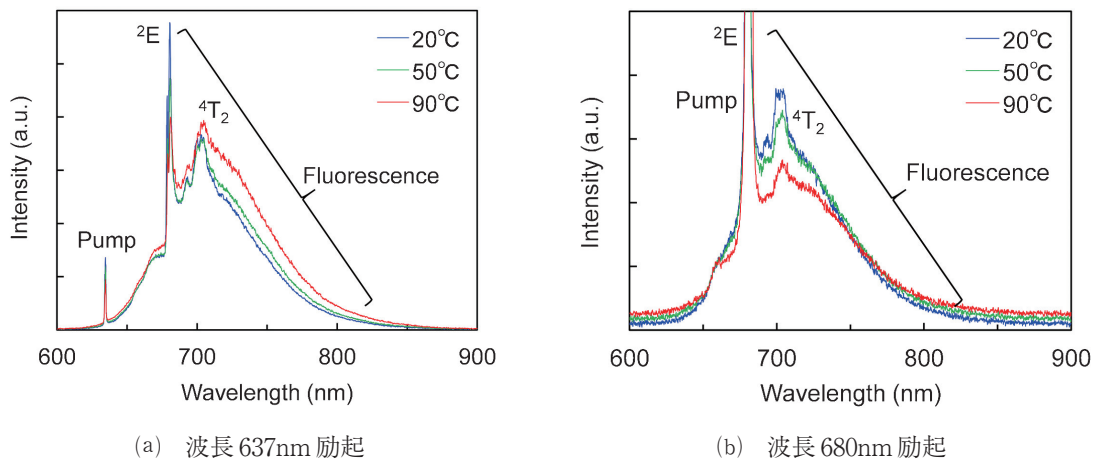 Intensity (a.u.)
²E
⁴T₂
Pump
Fluorescence
20℃
50℃
90℃
600
700
800
900
Wavelength (nm)
(a) 波長 637nm 励起
Intensity (a.u.)
²E
Pump
⁴T₂
Fluorescence
20℃
50℃
90℃
600
700
800
900
Wavelength (nm)
(b) 波長 680nm 励起